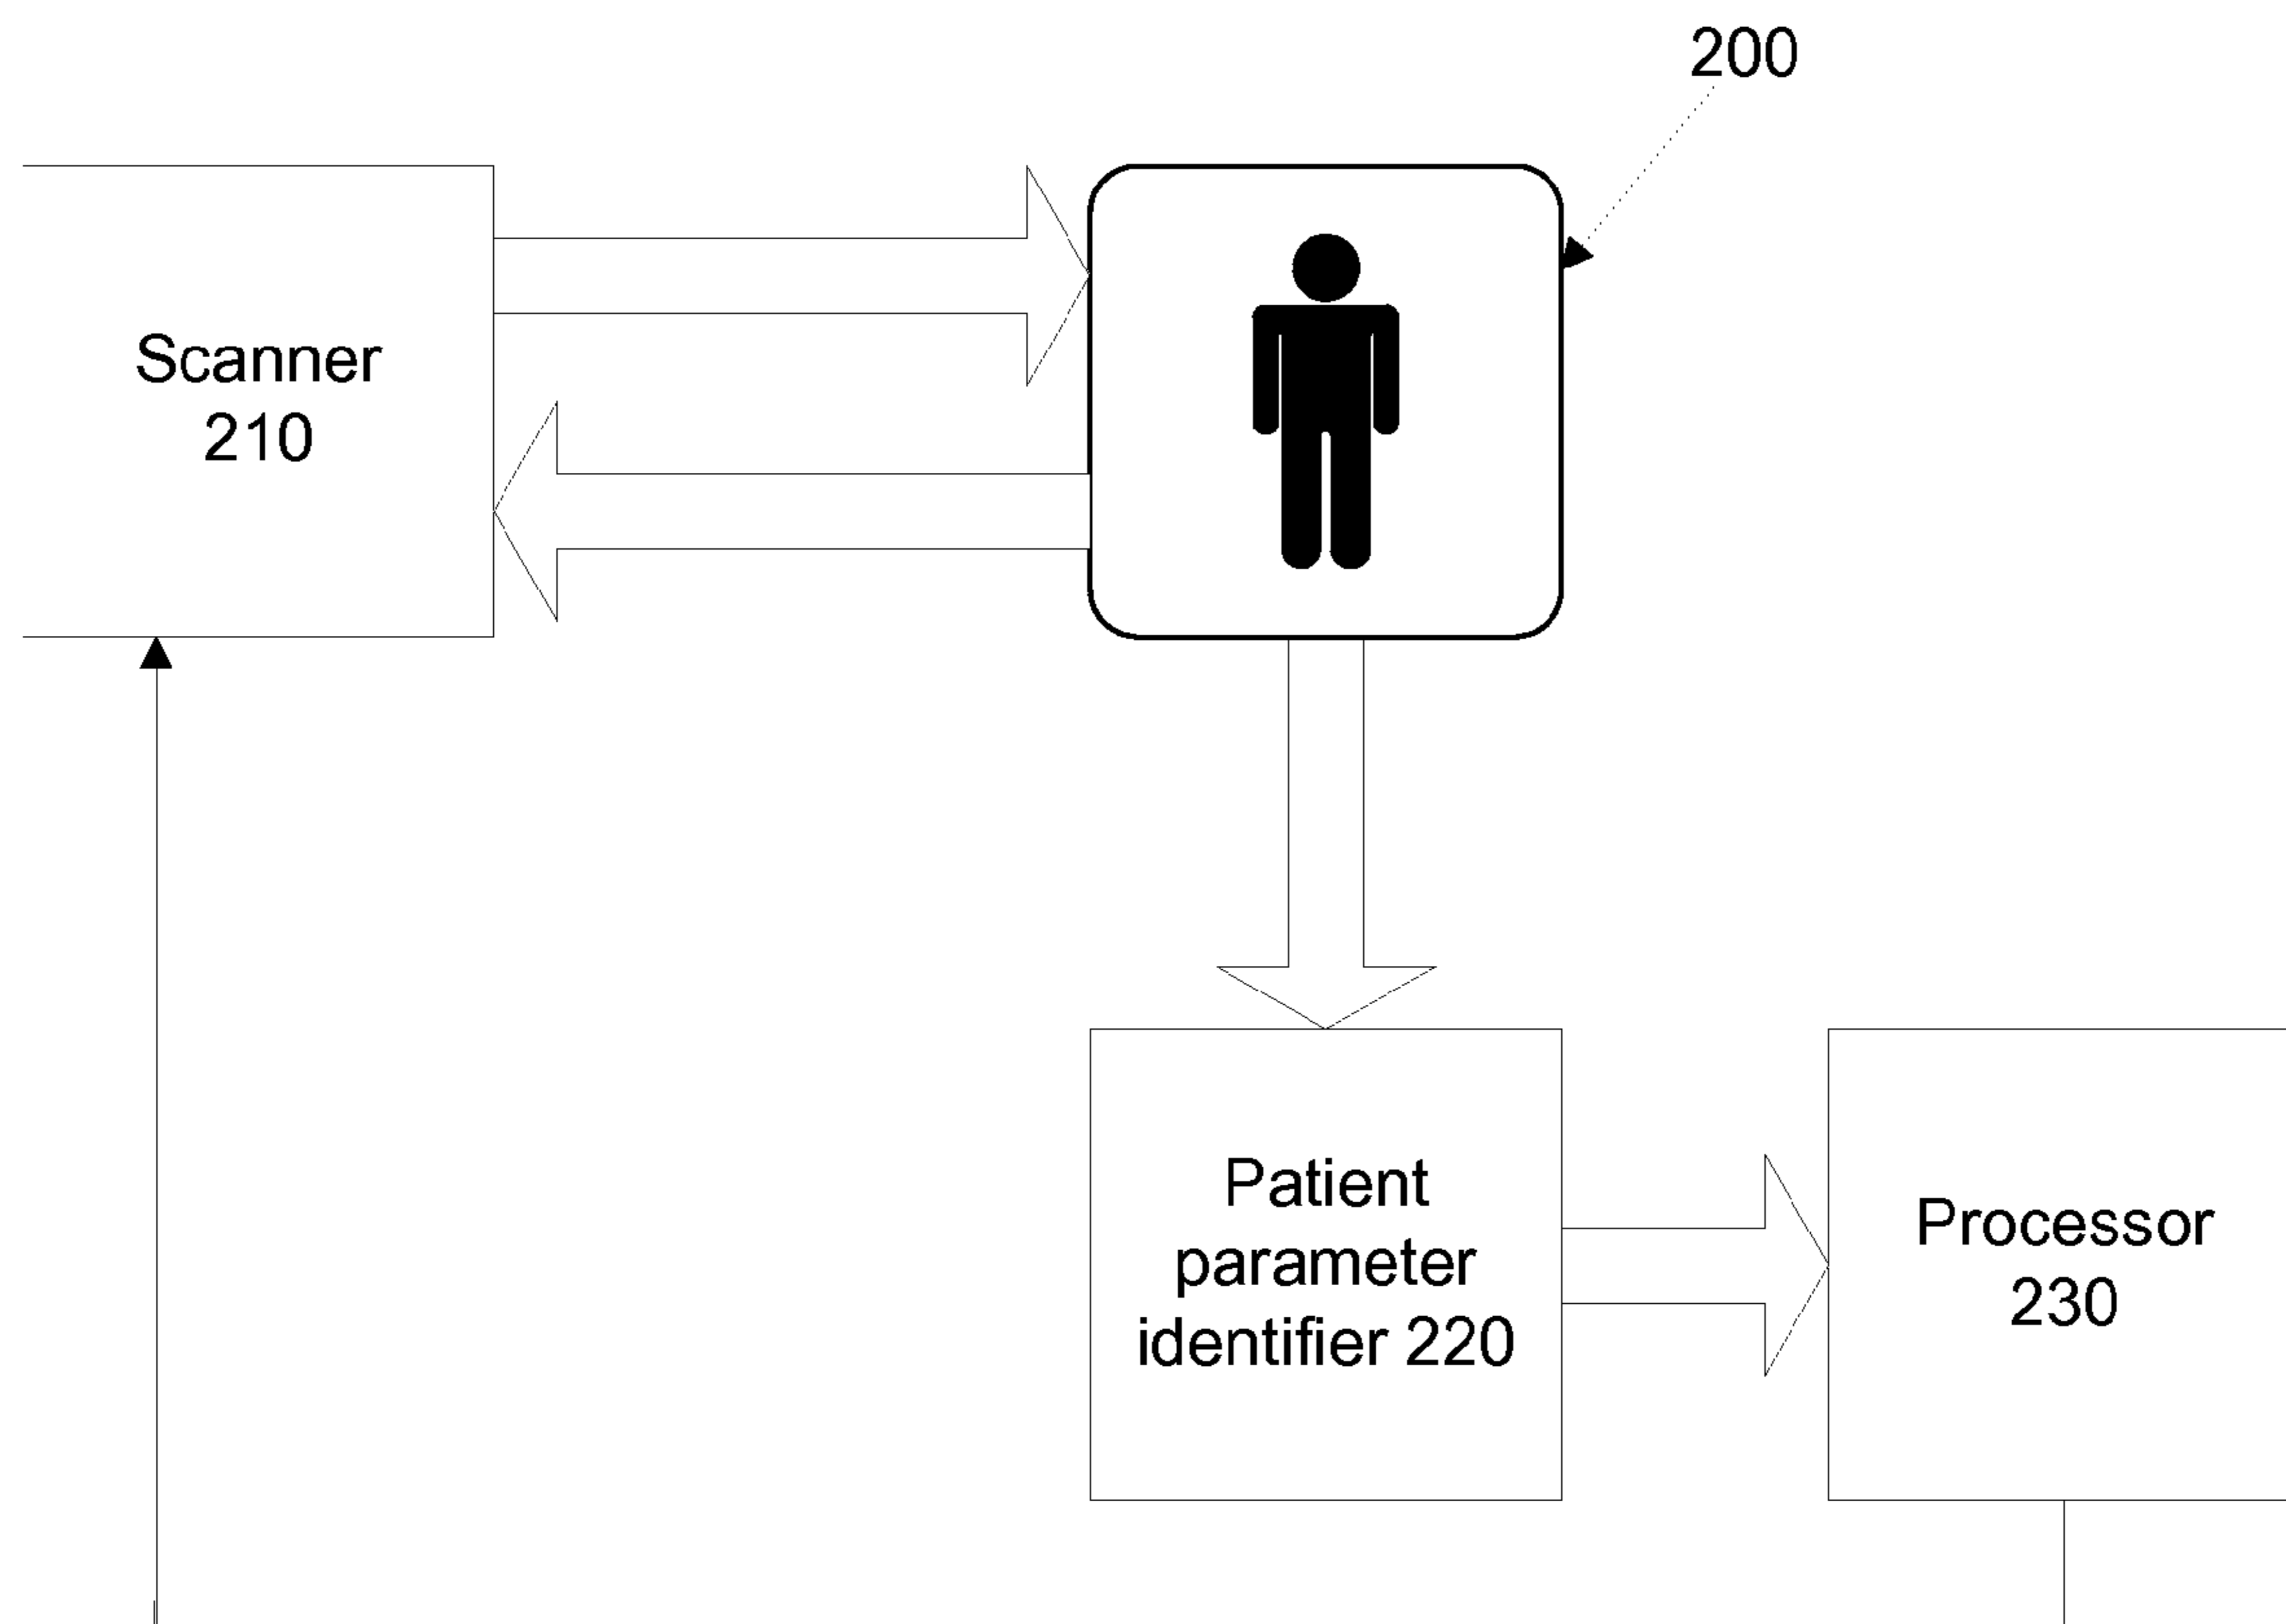 200
Scanner
210
Patient
parameter
identifier 220
Processor
230